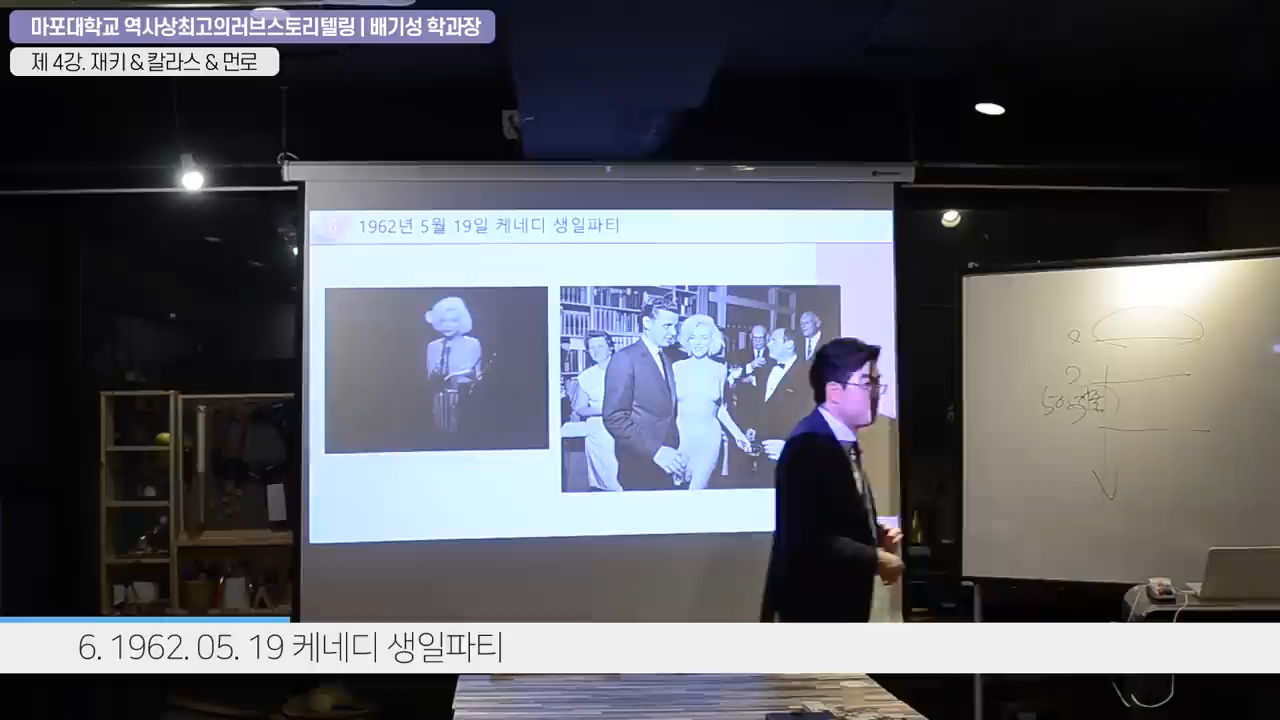 마포대학교 역사상최고의러브스토리텔링 | 배기성 학과장
제 4강. 재키 & 칼라스 & 먼로
1962년 5월 19일 케네디 생일파티
6. 1962. 05. 19 케네디 생일파티